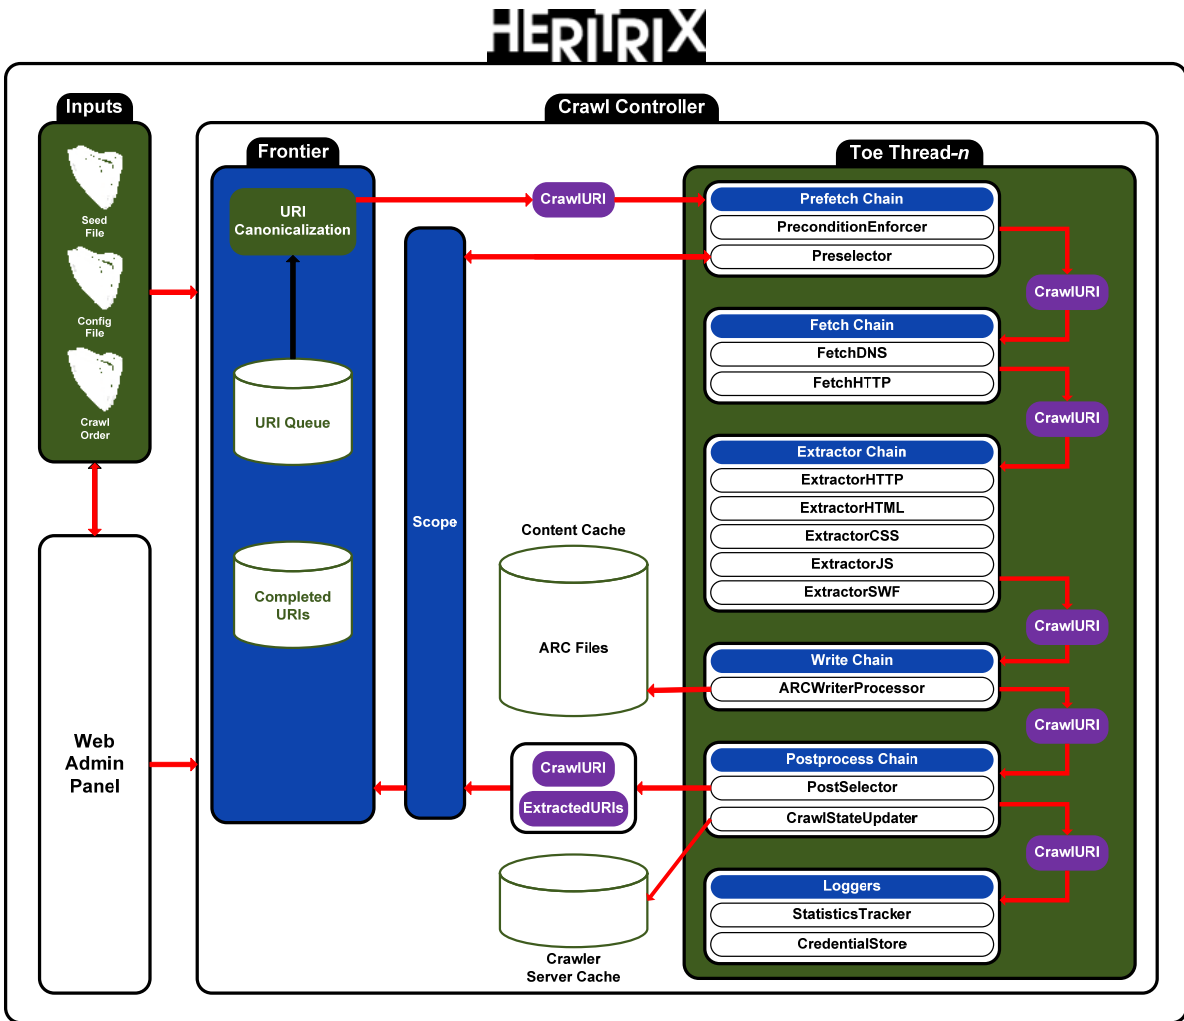 HERITRIX
Inputs
Seed
File
Config
File
Crawl
Order
Web
Admin
Panel
Crawl Controller
Frontier
URI
Canonicalization
URI Queue
Completed
URIs
Scope
CrawlURI
Content Cache
ARC Files
CrawlURI
ExtractedURIs
Crawler
Server Cache
Toe Thread-n
Prefetch Chain
PreconditionEnforcer
Preselector
CrawlURI
Fetch Chain
FetchDNS
FetchHTTP
CrawlURI
Extractor Chain
ExtractorHTTP
ExtractorHTML
ExtractorCSS
ExtractorJS
ExtractorSWF
CrawlURI
Write Chain
ARCWriterProcessor
CrawlURI
Postprocess Chain
PostSelector
CrawlStateUpdater
CrawlURI
Loggers
StatisticsTracker
CredentialStore